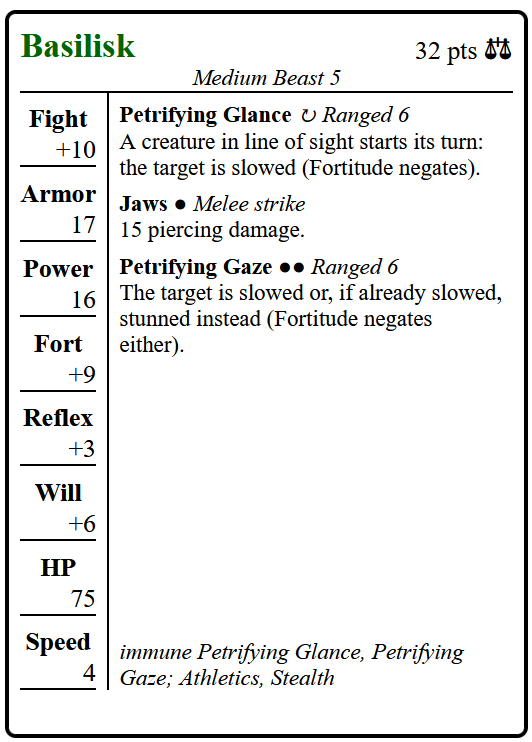 Basilisk
32 pts
Medium Beast 5
Fight
+10
Armor
17
Power
16
Fort
+9
Reflex
+3
Will
+6
HP
75
Speed
4
Petrifying Glance ↻ Ranged 6
A creature in line of sight starts its turn:
the target is slowed (Fortitude negates).
Jaws ● Melee strike
15 piercing damage.
Petrifying Gaze ●● Ranged 6
The target is slowed or, if already slowed,
stunned instead (Fortitude negates
either).
immune Petrifying Glance, Petrifying
Gaze; Athletics, Stealth